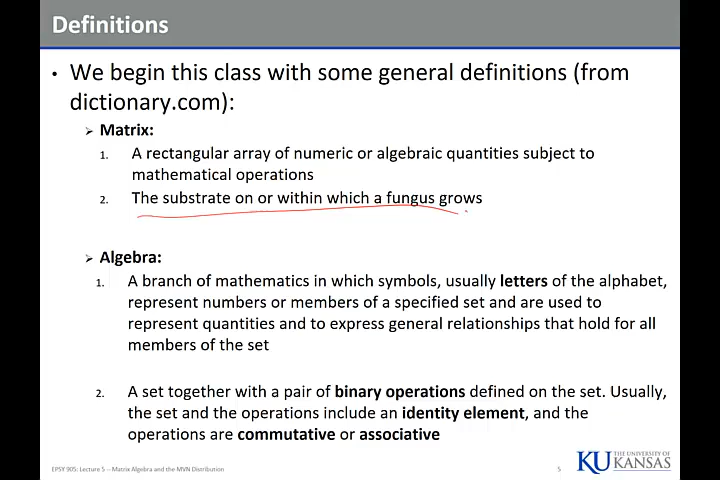 Definitions
• We begin this class with some general definitions (from
dictionary.com):
➢ Matrix:
1. A rectangular array of numeric or algebraic quantities subject to
mathematical operations
2. The substrate on or within which a fungus grows
➢ Algebra:
1. A branch of mathematics in which symbols, usually letters of the alphabet,
represent numbers or members of a specified set and are used to
represent quantities and to express general relationships that hold for all
members of the set
2. A set together with a pair of binary operations defined on the set. Usually,
the set and the operations include an identity element, and the
operations are commutative or associative
EPSY 905: Lecture 5 -- Matrix Algebra and the MVN Distribution
5
KU THE UNIVERSITY OF
KANSAS